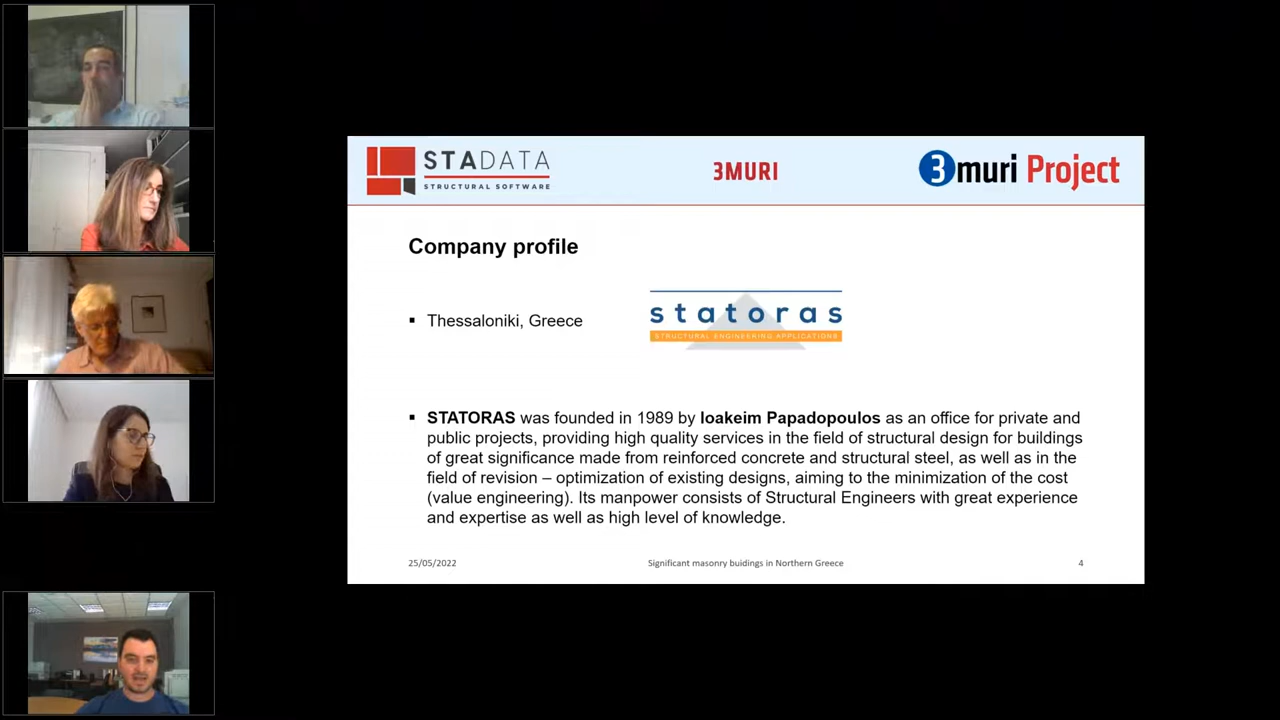 STADATA
STRUCTURAL SOFTWARE
3MURI
3muri Project
Company profile
▪ Thessaloniki, Greece
statoras
STRUCTURAL ENGINEERING APPLICATIONS
▪ STATORAS was founded in 1989 by Ioakeim Papadopoulos as an office for private and
public projects, providing high quality services in the field of structural design for buildings
of great significance made from reinforced concrete and structural steel, as well as in the
field of revision – optimization of existing designs, aiming to the minimization of the cost
(value engineering). Its manpower consists of Structural Engineers with great experience
and expertise as well as high level of knowledge.
25/05/2022
Significant masonry buidings in Northern Greece
4